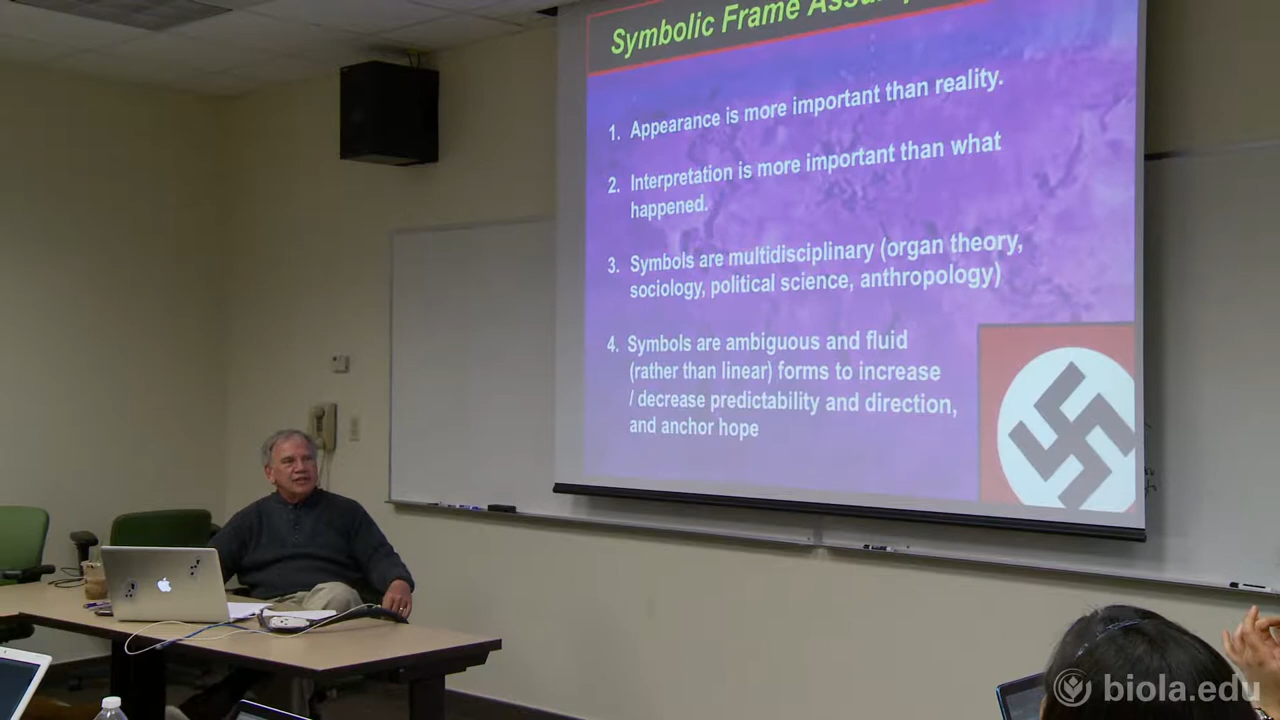 Symbolic Frame
1. Appearance is more important than reality.
2. Interpretation is more important than what
happened.
3. Symbols are multidisciplinary (organ theory,
sociology, political science, anthropology)
4. Symbols are ambiguous and fluid
(rather than linear) forms to increase
/ decrease predictability and direction,
and anchor hope
biola.edu